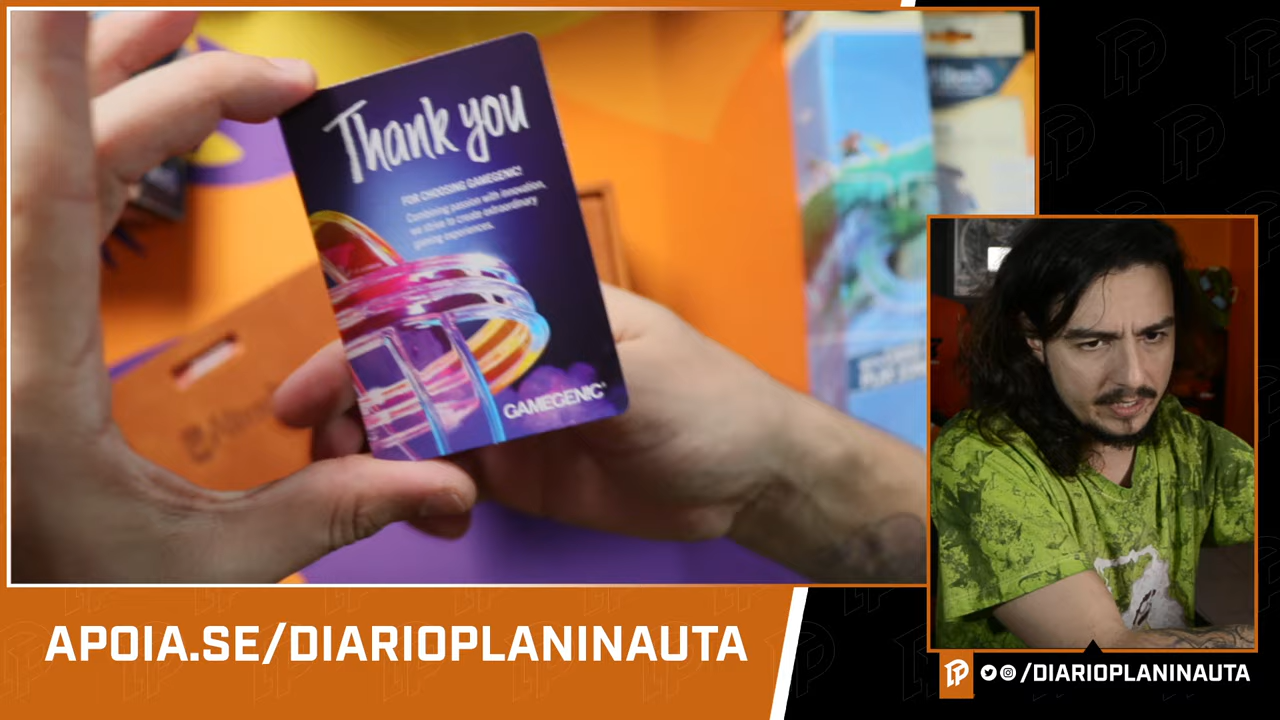 Thank you
FOR CHOOSING GAMEGENIC!
Combining passion with innovation,
we strive to create extraordinary
gaming experiences.
GAMEGENIC
APOIA.SE/DIARIOPLANINAUTA
/DIARIOPLANINAUTA